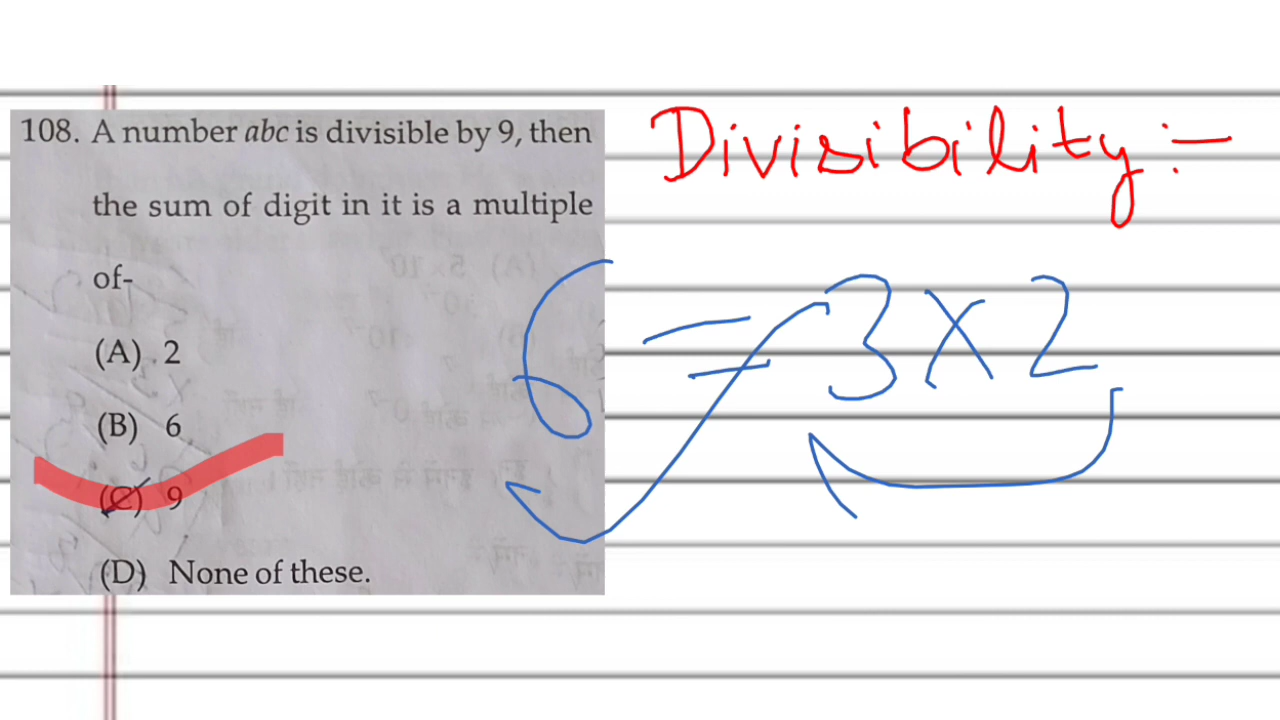 108. A number abc is divisible by 9, then
the sum of digit in it is a multiple
of-
(A) 2
(B) 6
(C) 9
(D) None of these.
Divisibility :-
6 = 3 x 2